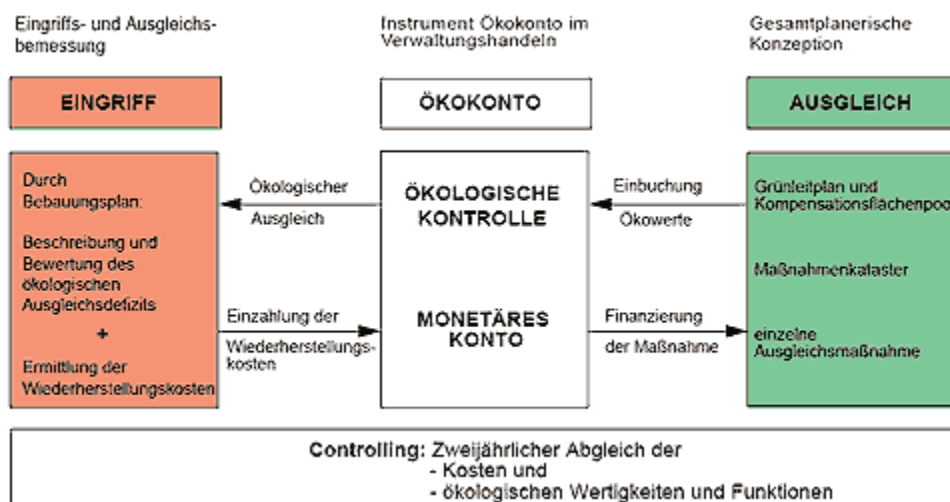 Eingriffs- und Ausgleichs-
bemessung
Instrument Ökokonto im
Verwaltungshandeln
Gesamtplanerische
Konzeption
EINGRIFF
ÖKOKONTO
AUSGLEICH
Durch
Bebauungsplan:
Beschreibung und
Bewertung des
ökologischen
Ausgleichsdefizits
+
Ermittlung der
Wiederherstellungskosten
Ökologischer
Ausgleich
Einzahlung der
Wiederherstellungs-
kosten
ÖKOLOGISCHE
KONTROLLE
MONETÄRES
KONTO
Einbuchung
Ökowerte
Finanzierung
der Maßnahme
Grünleitplan und
Kompensationsflächenpoo
Maßnahmenkataster
einzelne
Ausgleichsmaßnahme
Controlling: Zweijährlicher Abgleich der
- Kosten und
- ökologischen Wertigkeiten und Funktionen